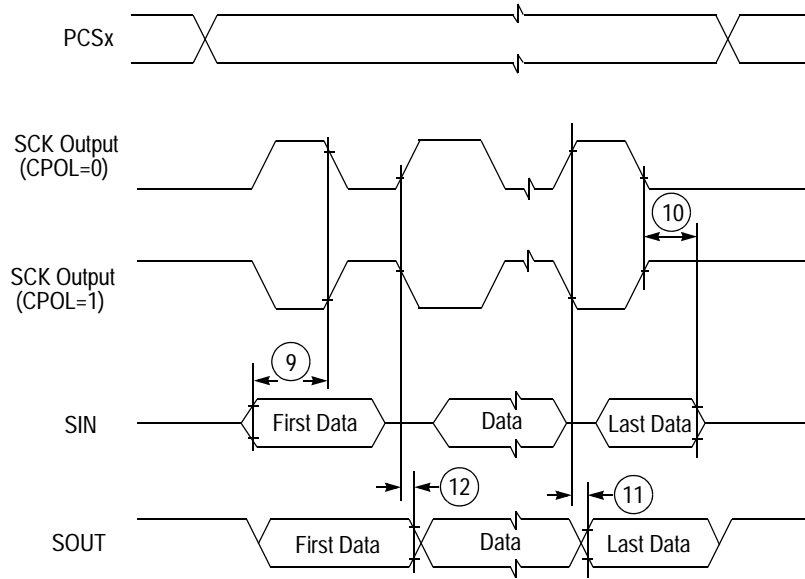 PCSx
SCK Output
(CPOL=0)
10
SCK Output
(CPOL=1)
9
SIN
First Data
Data
Last Data
12
11
SOUT
First Data
Data
Last Data